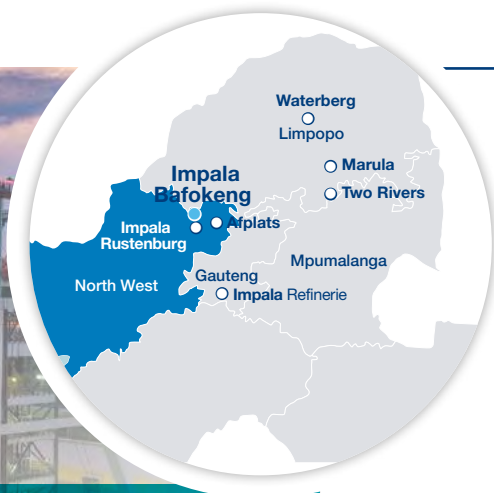 Waterberg
Limpopo
Marula
Two Rivers
Impala
Bafokeng
Afplats
Impala
Rustenburg
Mpumalanga
Gauteng
North West
Impala Refinerie